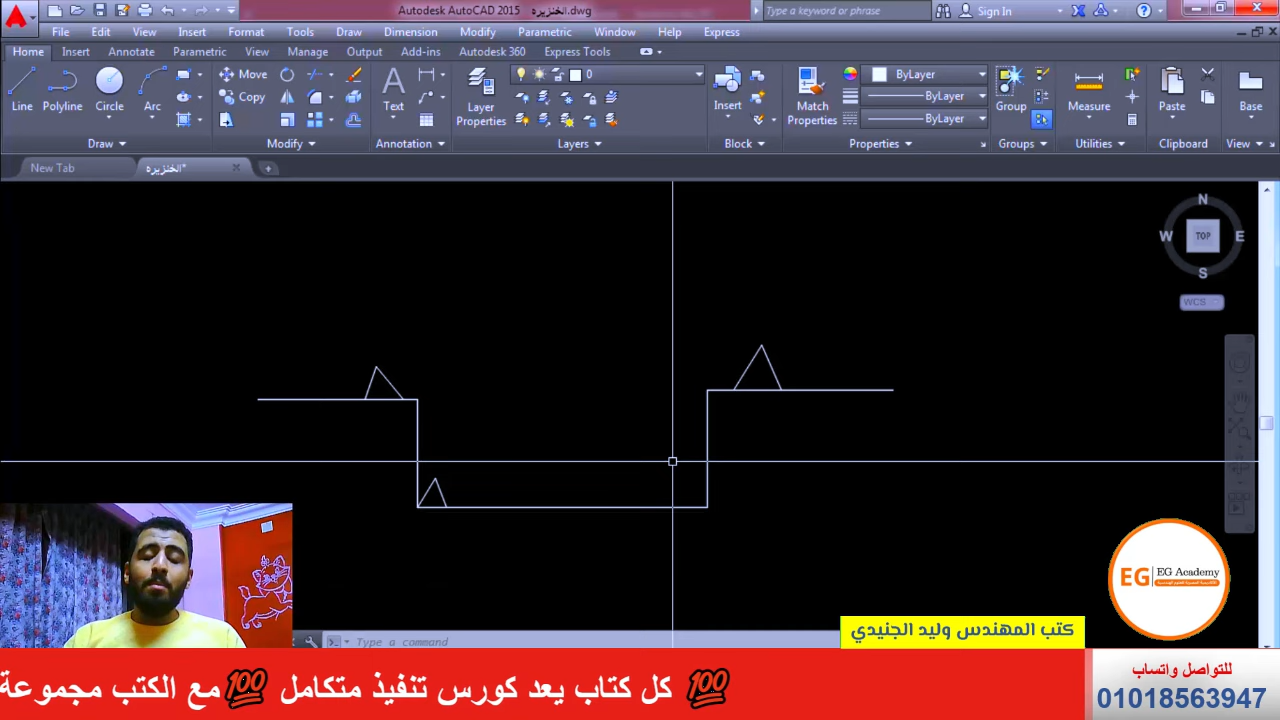 Autodesk AutoCAD 2015 الخنزيره.dwg
Type a keyword or phrase
Sign In
File Edit View Insert Format Tools Draw Dimension Modify Parametric Window Help Express
Home Insert Annotate Parametric View Manage Output Add-ins Autodesk 360 Express Tools
Line Polyline Circle Arc
Move
Copy
Text
Layer Properties
0
Insert
Match Properties
ByLayer
ByLayer
ByLayer
Group
Measure
Paste
Base
Draw Modify Annotation Layers Block Properties Groups Utilities Clipboard View
New Tab
الخنزيره*
N
W TOP E
S
WCS
EG EG Academy
Type a command
كتب المهندس وليد الجنيدي
💯 كل كتاب يعد كورس تنفيذ متكامل 💯 مع الكتب مجموعة
للتواصل واتساب
01018563947